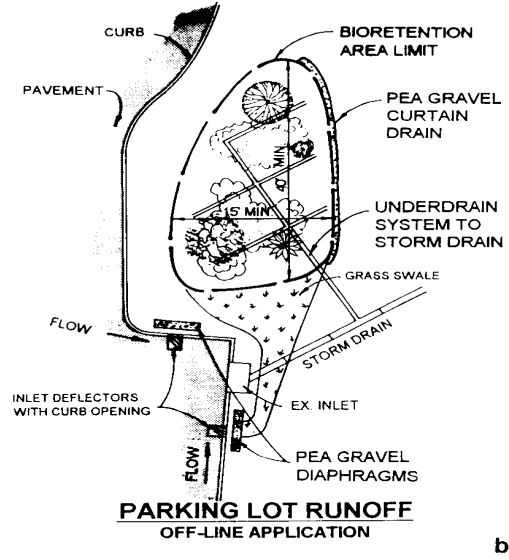 CURB
BIORETENTION
AREA LIMIT
PAVEMENT
PEA GRAVEL
CURTAIN
DRAIN
40' MIN
15' MIN
UNDERDRAIN
SYSTEM TO
STORM DRAIN
GRASS SWALE
FLOW
STORM DRAIN
INLET DEFLECTORS
WITH CURB OPENING
EX. INLET
FLOW
PEA GRAVEL
DIAPHRAGMS
PARKING LOT RUNOFF
OFF-LINE APPLICATION
b